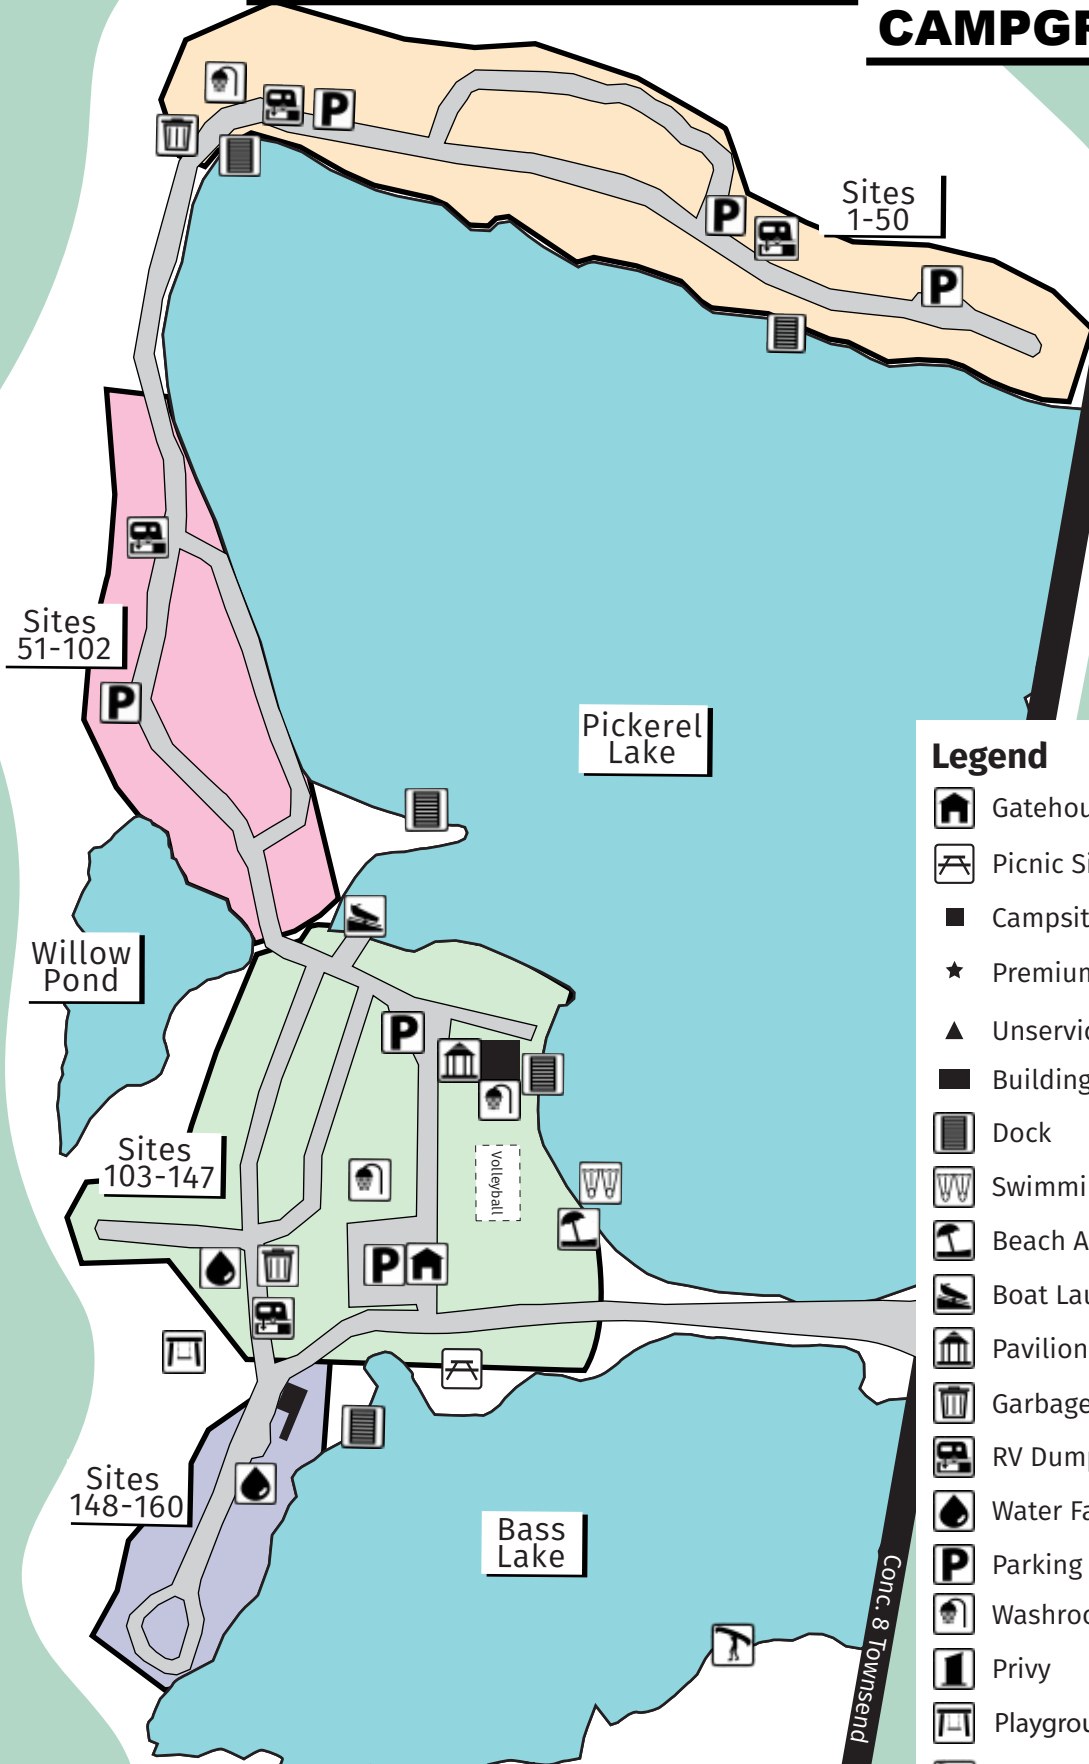 CAMPGR
Sites
1-50
Sites
51-102
Pickerel
Lake
Willow
Pond
Sites
103-147
Volleyball
Sites
148-160
Bass
Lake
Conc. 8 Townsend
P
P
P
P
P
P
Legend
Gatehou
Picnic Si
Campsit
Premium
Unservic
Building
Dock
Swimmi
Beach A
Boat Lau
Pavilion
Garbage
RV Dump
Water Fa
P Parking
Washroo
Privy
Playgrou